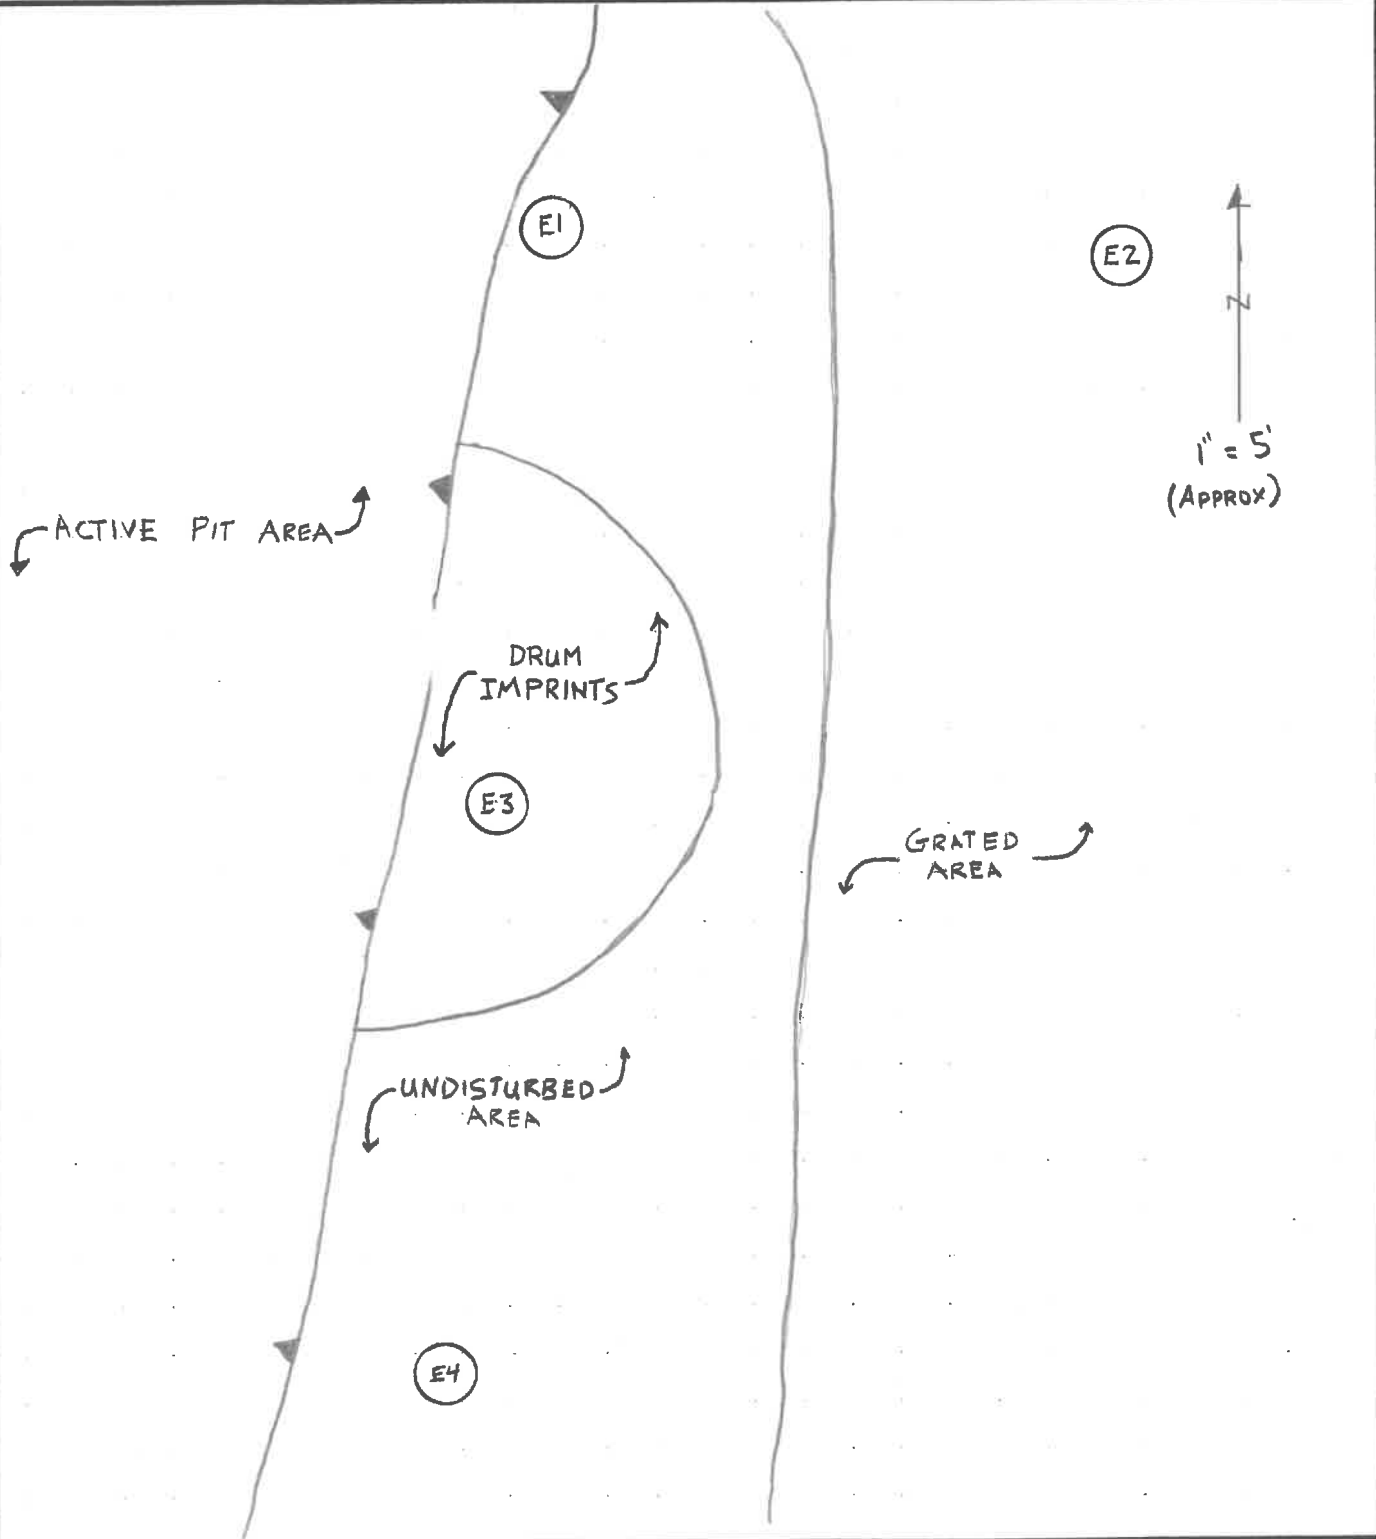 E1
E2
N
1" = 5'
(APPROX)
ACTIVE PIT AREA
DRUM
IMPRINTS
E3
GRATED
AREA
UNDISTURBED
AREA
E4